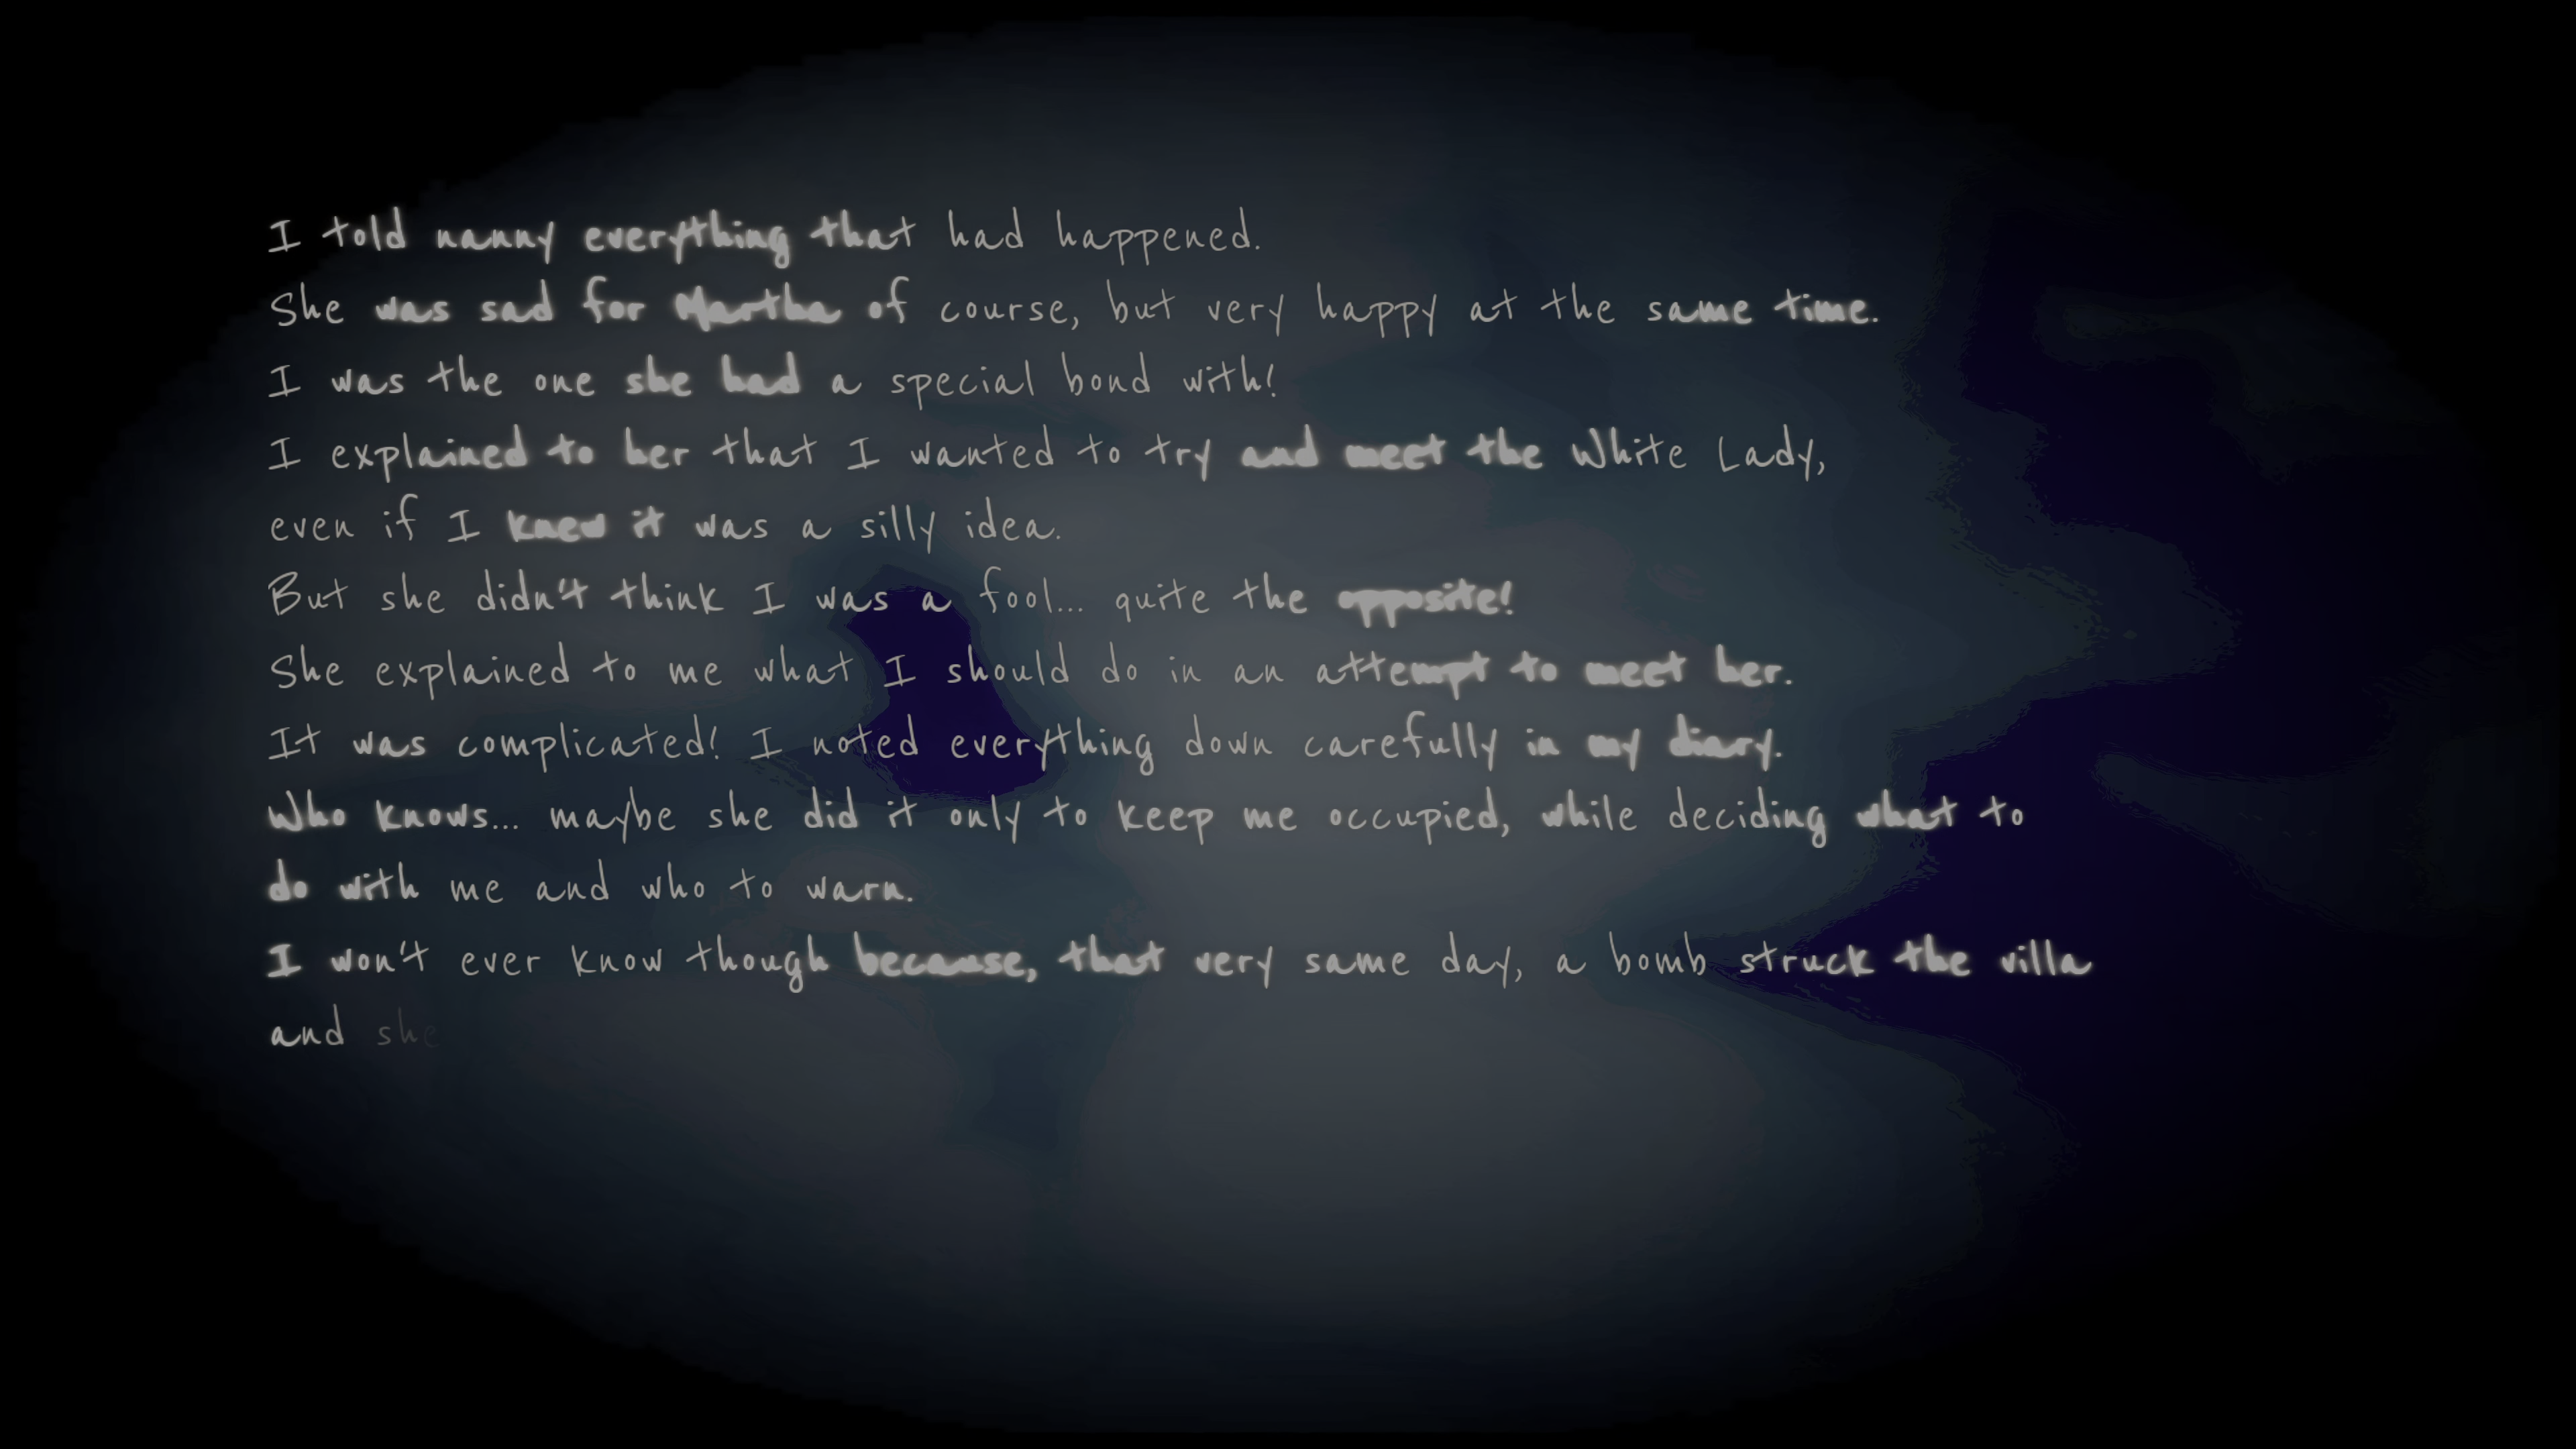 I told nanny everything that had happened.
She was sad for Martha of course, but very happy at the same time.
I was the one she had a special bond with!
I explained to her that I wanted to try and meet the White Lady,
even if I knew it was a silly idea.
But she didn't think I was a fool... quite the opposite!
She explained to me what I should do in an attempt to meet her.
It was complicated! I noted everything down carefully in my diary.
Who knows... maybe she did it only to keep me occupied, while deciding what to
do with me and who to warn.
I won't ever know though because, that very same day, a bomb struck the villa
and she